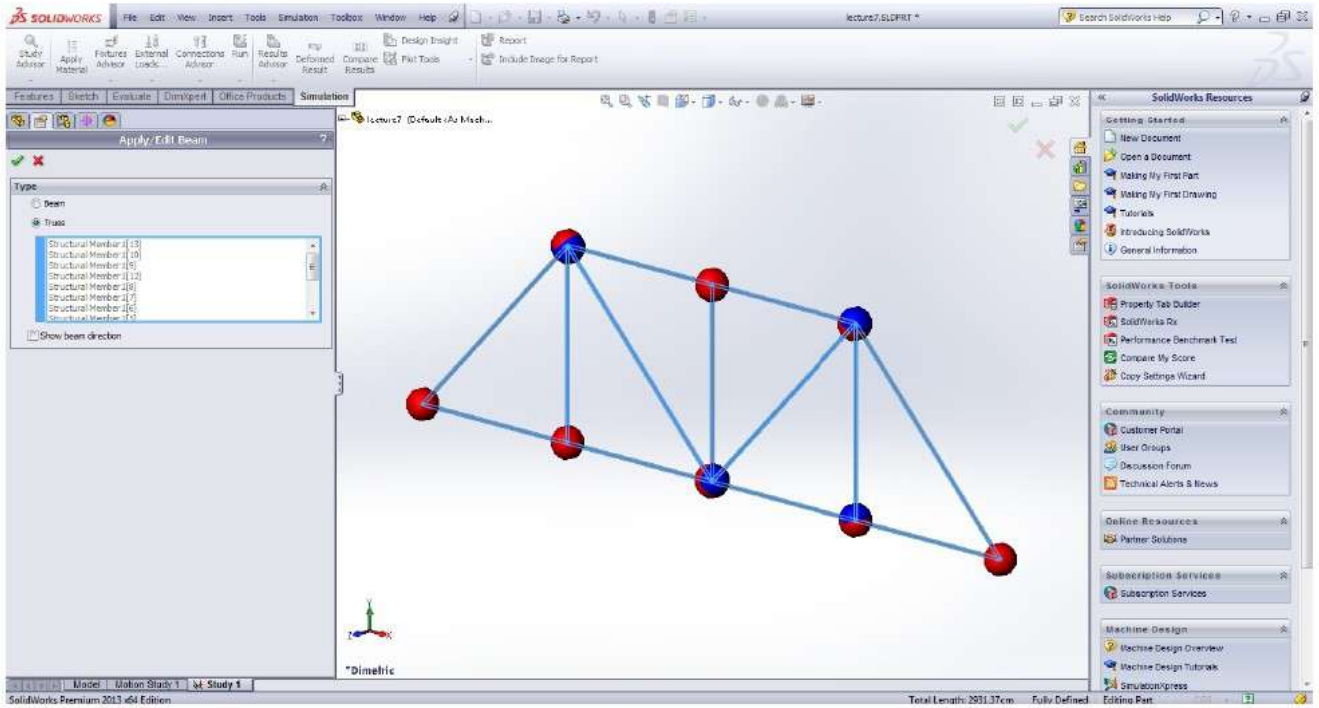 SOLIDWORKS File Edit View Insert Tools Simulation Toolbox Window Help
lecture7.SLDPRT *
Search SolidWorks Help
Study Advisor
Apply Material
Fixtures Advisor
External Loads...
Connections Advisor
Run
Results Advisor
Deformed Result
Compare Results
Design Insight
Plot Tools
Report
Include Image for Report
Features Sketch Evaluate DimXpert Office Products Simulation
Apply/Edit Beam ?
Type
Beam
Truss
Structural Member1[13]
Structural Member1[10]
Structural Member1[9]
Structural Member1[12]
Structural Member1[8]
Structural Member1[7]
Structural Member1[6]
Structural Member1[5]
Show beam direction
lecture7 (Default<As Mach...
Y
Z X
*Dimetric
SolidWorks Resources
Getting Started
New Document
Open a Document
Making My First Part
Making My First Drawing
Tutorials
Introducing SolidWorks
General Information
SolidWorks Tools
Property Tab Builder
SolidWorks Rx
Performance Benchmark Test
Compare My Score
Copy Settings Wizard
Community
Customer Portal
User Groups
Discussion Forum
Technical Alerts & News
Online Resources
Partner Solutions
Subscription Services
Subscription Services
Machine Design
Machine Design Overview
Machine Design Tutorials
SimulationXpress
Model Motion Study 1 Study 1
SolidWorks Premium 2013 x64 Edition
Total Length: 2931.37cm Fully Defined Editing Part